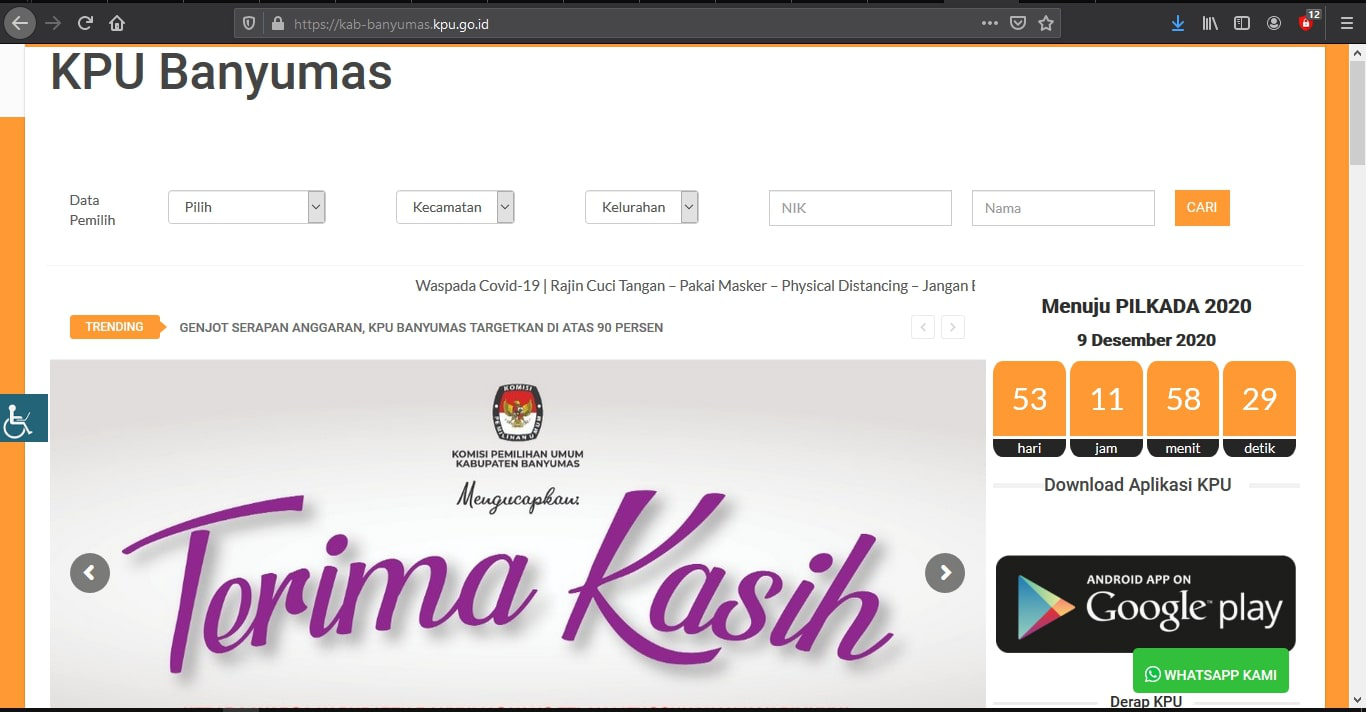 https://kab-banyumas.kpu.go.id
12
KPU Banyumas
Data
Pemilih
Pilih
Kecamatan
Kelurahan
NIK
Nama
CARI
Waspada Covid-19 | Rajin Cuci Tangan – Pakai Masker – Physical Distancing – Jangan
TRENDING
GENJOT SERAPAN ANGGARAN, KPU BANYUMAS TARGETKAN DI ATAS 90 PERSEN
Menuju PILKADA 2020
9 Desember 2020
53 11 58 29
hari jam menit detik
Download Aplikasi KPU
KOMISI
PEMILIHAN UMUM
KOMISI PEMILIHAN UMUM
KABUPATEN BANYUMAS
Mengucapkan:
Terima Kasih
ANDROID APP ON
Google play
WHATSAPP KAMI
Derap KPU